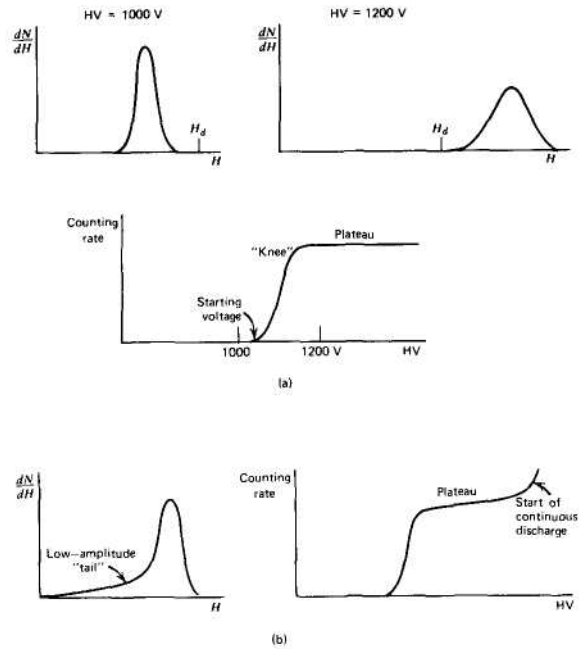 HV = 1000 V
HV = 1200 V
dN
dH
H_d
H
dN
dH
H_d
H
Counting
rate
"Knee"
Plateau
Starting
voltage
1000
1200 V
HV
(a)
dN
dH
Low–amplitude
"tail"
H
Counting
rate
Plateau
Start of
continuous
discharge
HV
(b)